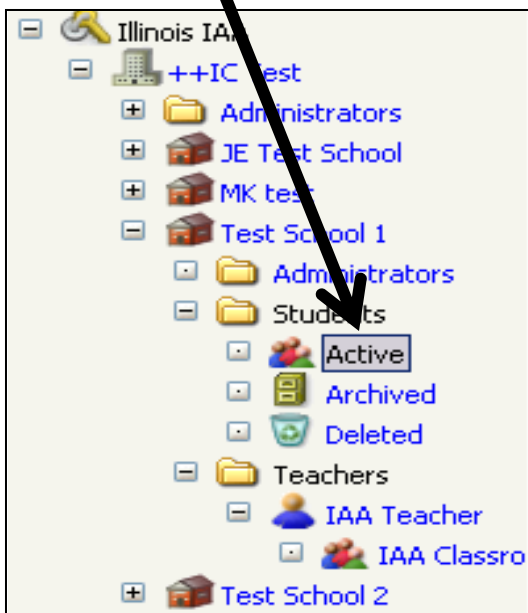 Illinois IAA
++IC Test
Administrators
JE Test School
MK test
Test School 1
Administrators
Students
Active
Archived
Deleted
Teachers
IAA Teacher
IAA Classro
Test School 2